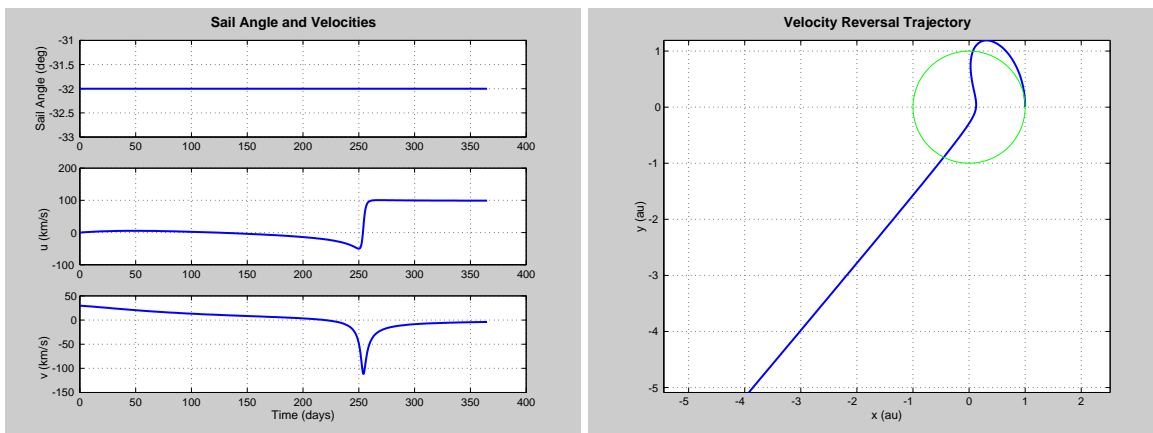 Sail Angle and Velocities
-31
-31.5
-32
-32.5
-33
Sail Angle (deg)
0 50 100 150 200 250 300 350 400
200
100
0
-100
u (km/s)
0 50 100 150 200 250 300 350 400
50
0
-50
-100
-150
v (km/s)
0 50 100 150 200 250 300 350 400
Time (days)
Velocity Reversal Trajectory
1
0
-1
-2
-3
-4
-5
y (au)
-5 -4 -3 -2 -1 0 1 2
x (au)